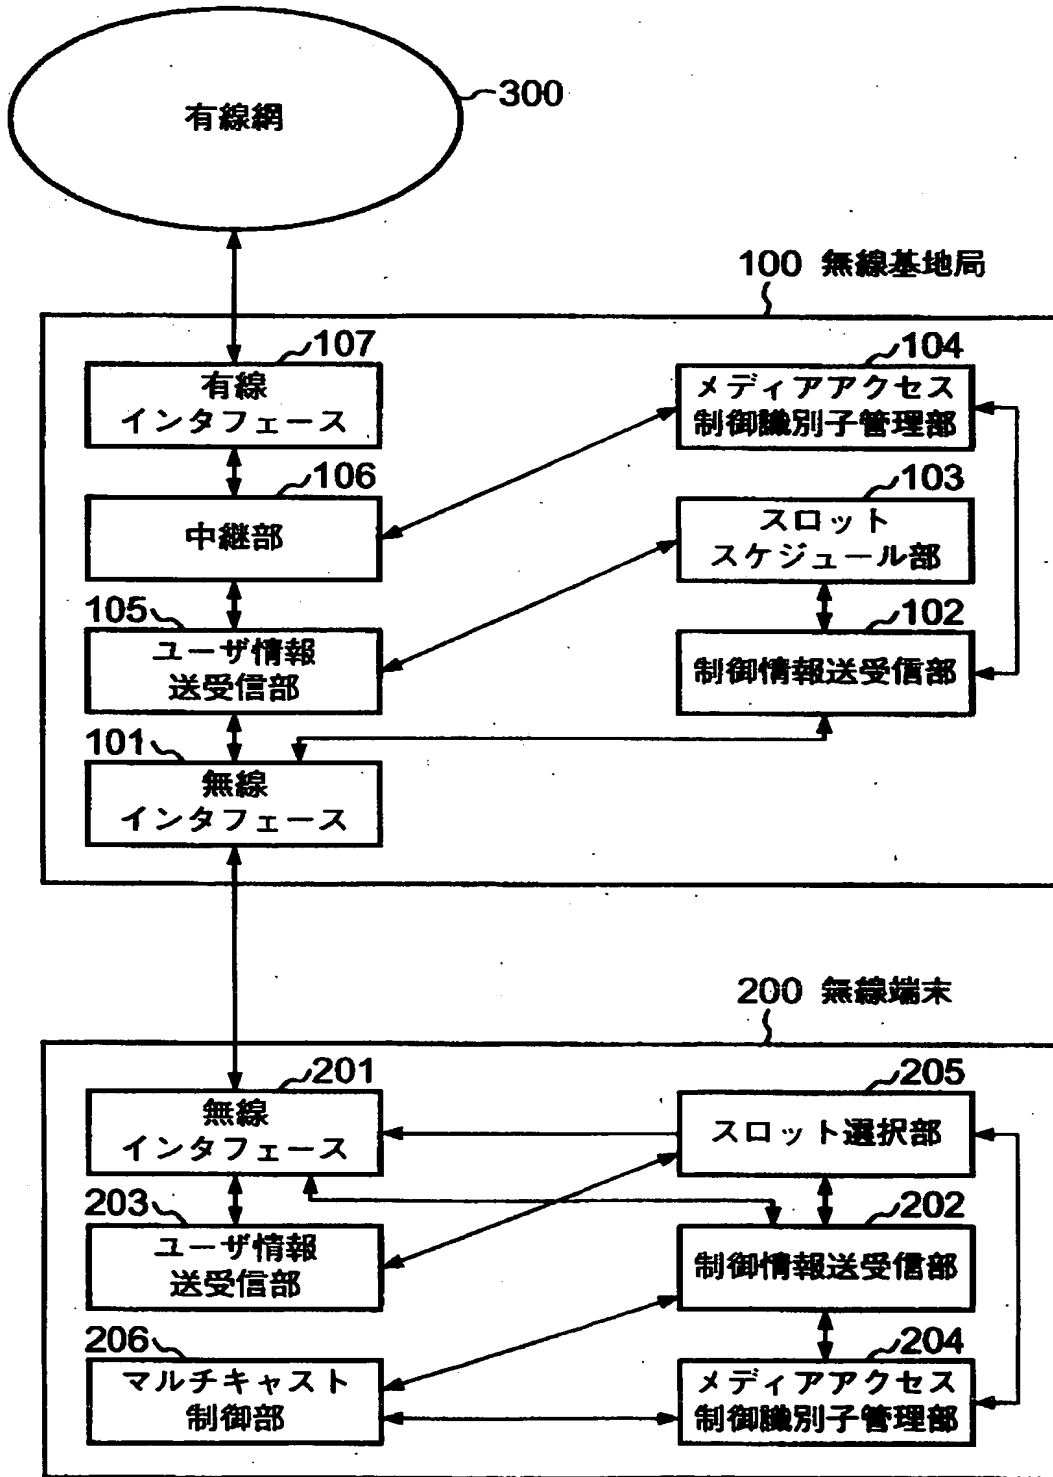 300
有線網
100 無線基地局
107
有線
インタフェース
104
メディアアクセス
制御識別子管理部
106
中継部
103
スロット
スケジュール部
105
ユーザ情報
送受信部
102
制御情報送受信部
101
無線
インタフェース
200 無線端末
201
無線
インタフェース
205
スロット選択部
203
ユーザ情報
送受信部
202
制御情報送受信部
206
マルチキャスト
制御部
204
メディアアクセス
制御識別子管理部